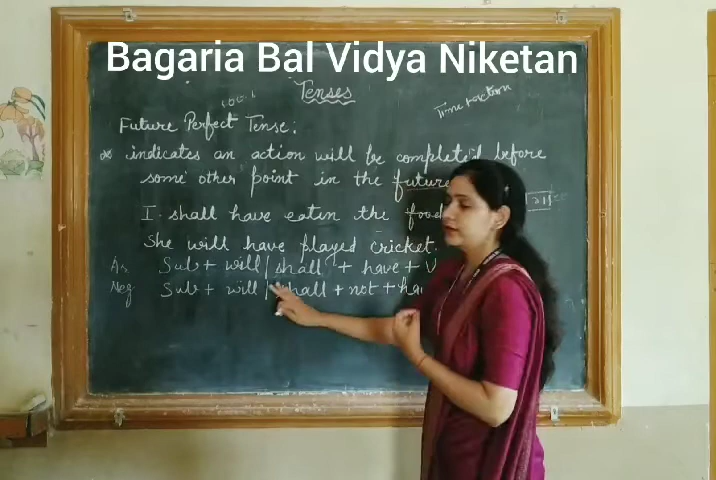 Bagaria Bal Vidya Niketan
Tenses
Future Perfect Tense:
indicates an action will be completed before
some other point in the future
I shall have eaten the food
She will have played cricket.
As Sub + will/shall + have + V
Neg Sub + will/shall + not + ha